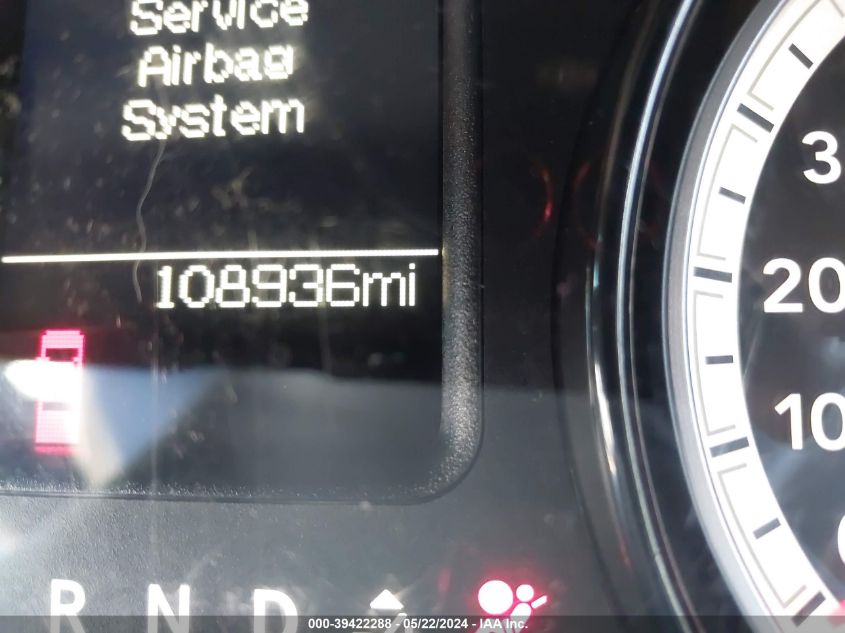 Service
Airbag
System
108936mi
3
20
10
R N D
000-39422288 - 05/22/2024 - IAA Inc.